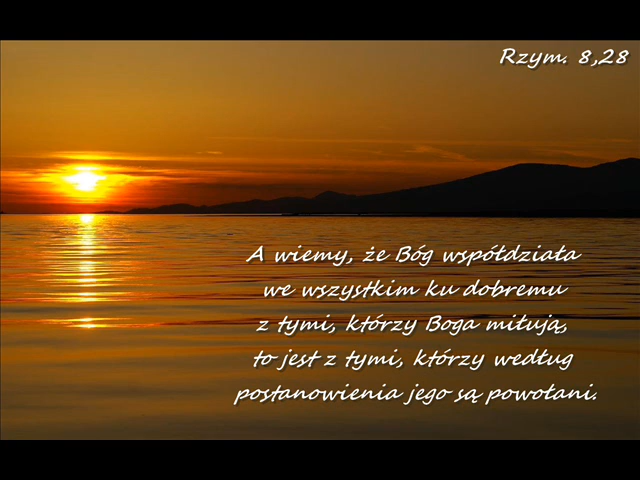 Rzym. 8,28
A wiemy, że Bóg współdziała
we wszystkim ku dobremu
z tymi, którzy Boga miłują,
to jest z tymi, którzy według
postanowienia jego są powołani.